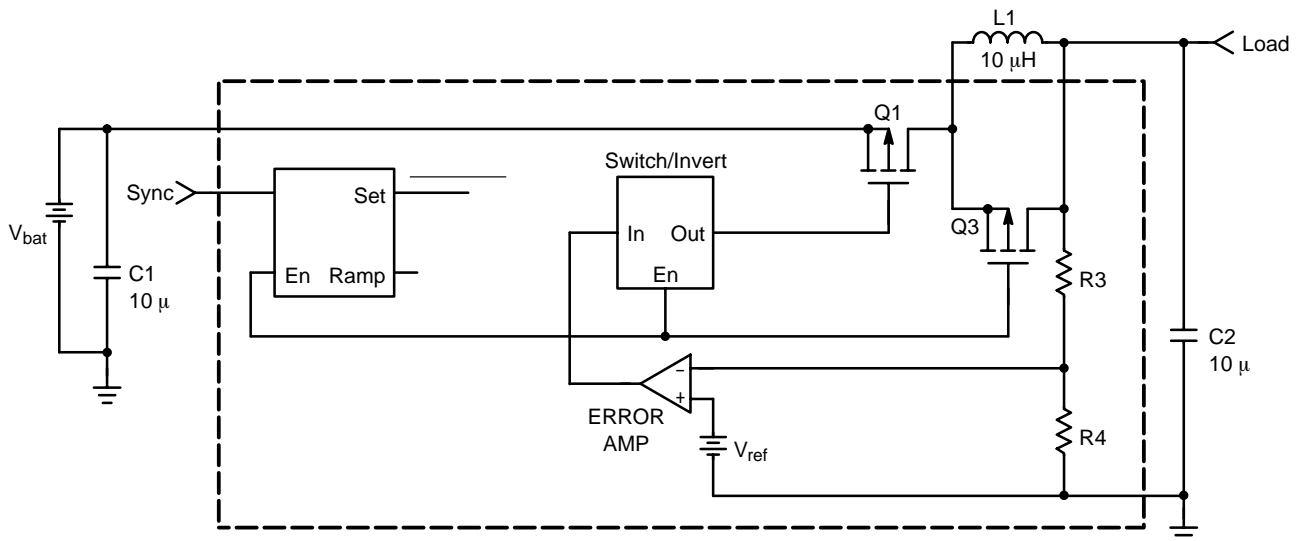 L1
10 μH
Load
Q1
Switch/Invert
Sync
Set
In
Out
Q3
V_bat
C1
10 μ
En
Ramp
En
R3
C2
10 μ
−
+
ERROR
AMP
V_ref
R4